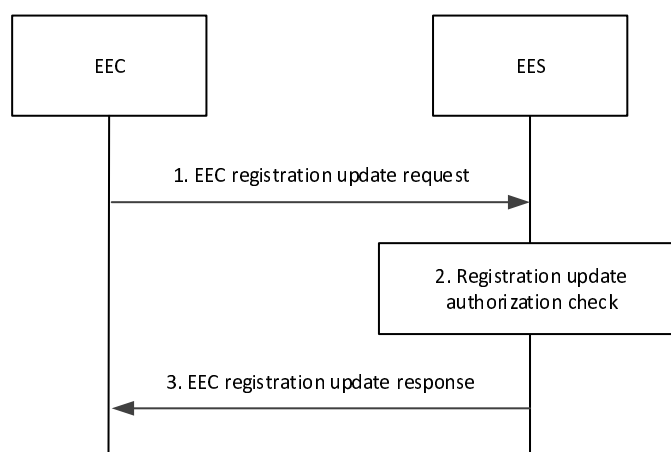 EEC
EES
1. EEC registration update request
2. Registration update
authorization check
3. EEC registration update response